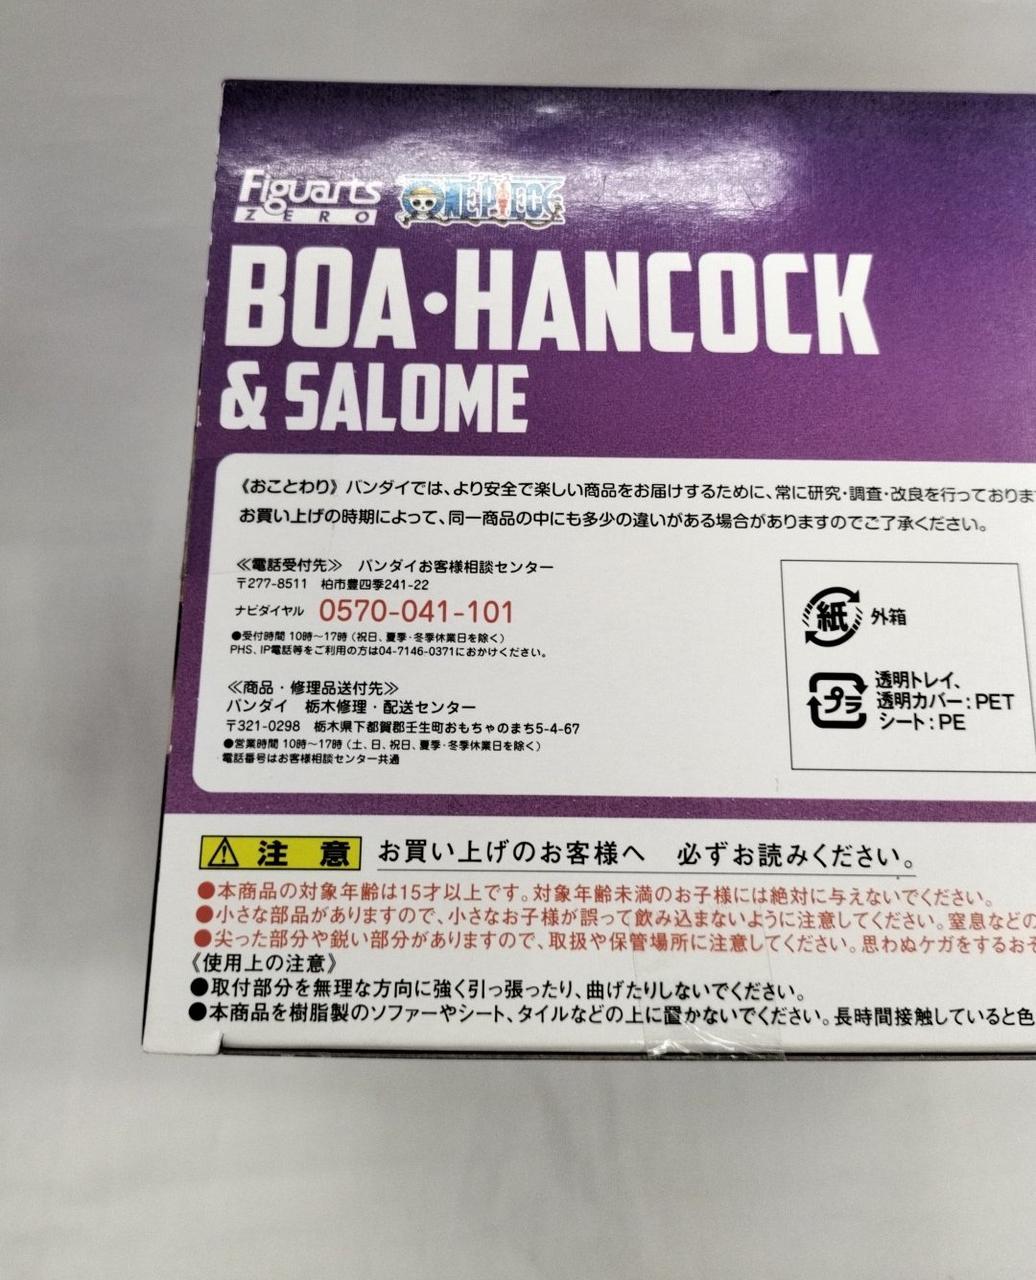 Figuarts
ZERO
ワンピース
ONE PIECE
BOA・HANCOCK
& SALOME
《おことわり》バンダイでは、より安全で楽しい商品をお届けするために、常に研究・調査・改良を行っておりま
お買い上げの時期によって、同一商品の中にも多少の違いがある場合がありますのでご了承ください。
≪電話受付先≫ バンダイお客様相談センター
〒277-8511 柏市豊四季241-22
ナビダイヤル 0570-041-101
●受付時間 10時〜17時(祝日、夏季・冬季休業日を除く)
PHS、IP電話等をご利用の方は04-7146-0371におかけください。
≪商品・修理品送付先≫
バンダイ 栃木修理・配送センター
〒321-0298 栃木県下都賀郡壬生町おもちゃのまち5-4-67
●営業時間 10時〜17時(土、日、祝日、夏季・冬季休業日を除く)
電話番号はお客様相談センター共通
紙 外箱
プラ 透明トレイ、
透明カバー:PET
シート:PE
注意 お買い上げのお客様へ 必ずお読みください。
●本商品の対象年齢は15才以上です。対象年齢未満のお子様には絶対に与えないでください。
●小さな部品がありますので、小さなお子様が誤って飲み込まないように注意してください。窒息などの
●尖った部分や鋭い部分がありますので、取扱や保管場所に注意してください。思わぬケガをするおそ
《使用上の注意》
●取付部分を無理な方向に強く引っ張ったり、曲げたりしないでください。
●本商品を樹脂製のソファーやシート、タイルなどの上に置かないでください。長時間接触していると色